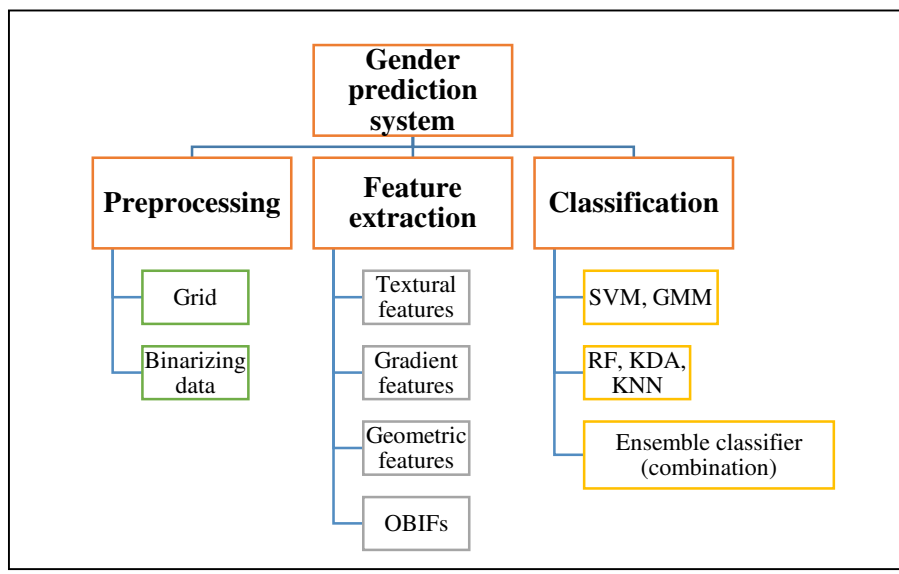 Gender
prediction
system
Preprocessing
Feature
extraction
Classification
Grid
Binarizing
data
Textural
features
Gradient
features
Geometric
features
OBIFs
SVM, GMM
RF, KDA,
KNN
Ensemble classifier
(combination)